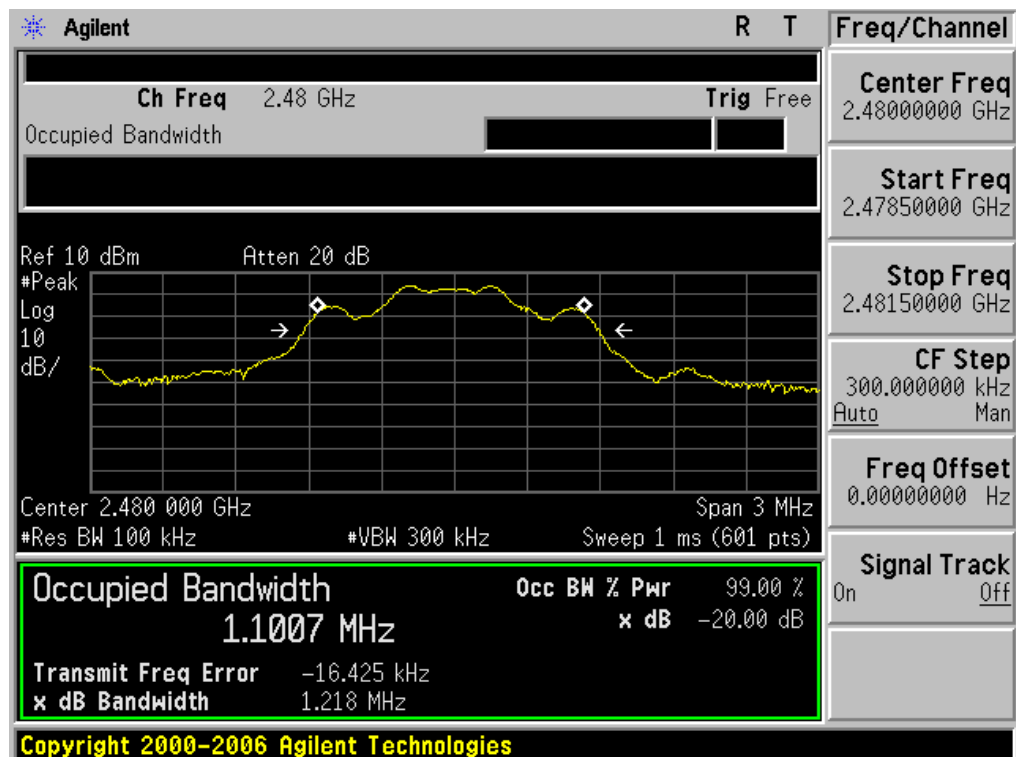 Agilent R T Freq/Channel
Ch Freq 2.48 GHz Trig Free
Occupied Bandwidth
Center Freq
2.48000000 GHz
Start Freq
2.47850000 GHz
Stop Freq
2.48150000 GHz
CF Step
300.000000 kHz
Auto Man
Freq Offset
0.00000000 Hz
Signal Track
On Off
Ref 10 dBm Atten 20 dB
#Peak
Log
10
dB/
Center 2.480 000 GHz Span 3 MHz
#Res BW 100 kHz #VBW 300 kHz Sweep 1 ms (601 pts)
Occupied Bandwidth Occ BW % Pwr 99.00 %
1.1007 MHz x dB -20.00 dB
Transmit Freq Error -16.425 kHz
x dB Bandwidth 1.218 MHz
Copyright 2000-2006 Agilent Technologies